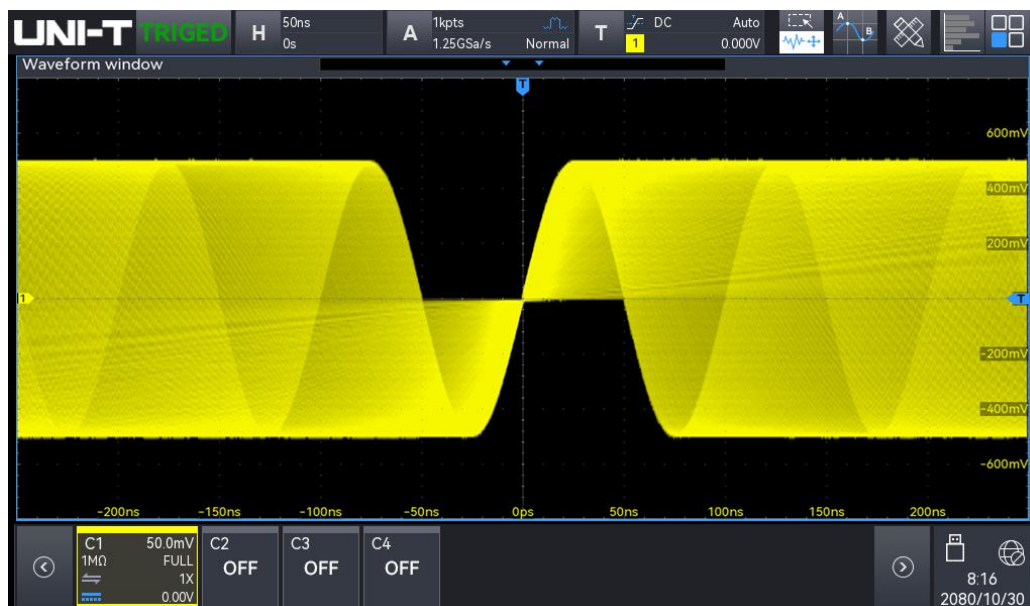 UNI-T TRIGED H 50ns 0s A 1kpts 1.25GSa/s Normal T DC 1 Auto 0.000V A B
Waveform window
T
600mV
400mV
200mV
1 T
-200mV
-400mV
-600mV
-200ns -150ns -100ns -50ns 0ps 50ns 100ns 150ns 200ns
C1 50.0mV C2 C3 C4
1MΩ FULL OFF OFF OFF
1X
0.00V
8:16
2080/10/30